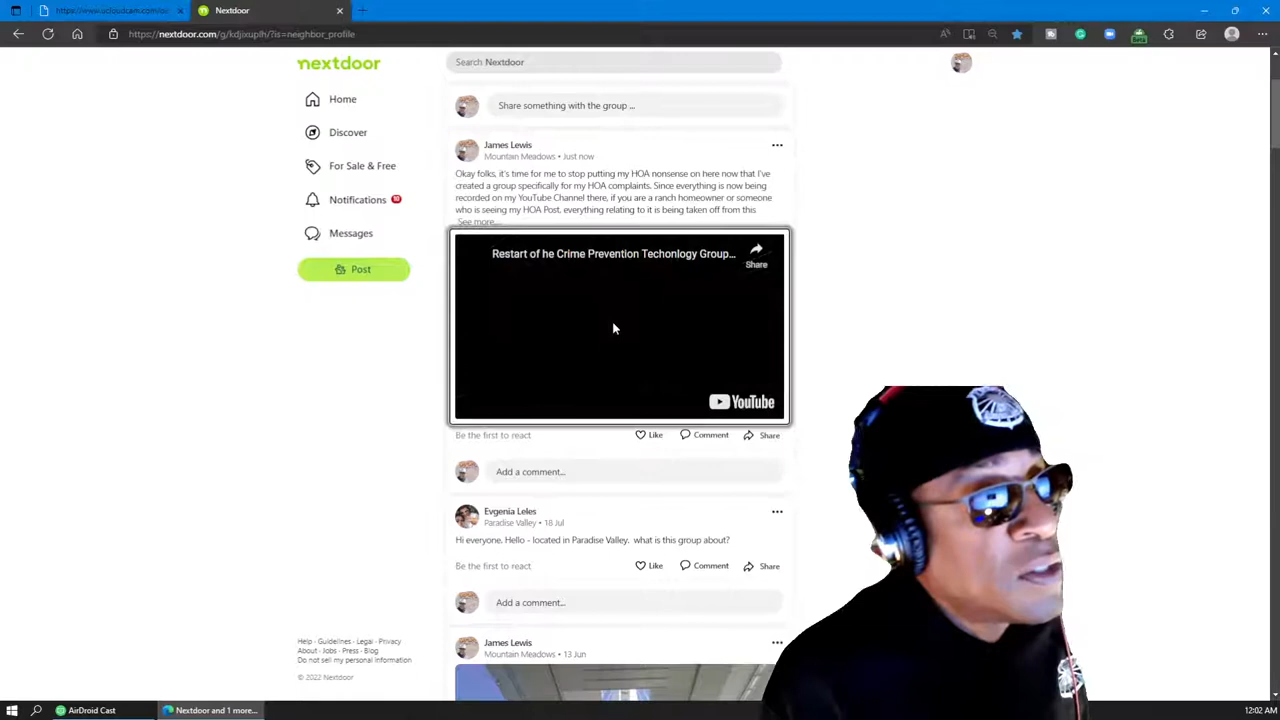 Nextdoor
https://nextdoor.com/g/kdjixuplh/?is=neighbor_profile
nextdoor
Search Nextdoor
Home
Discover
For Sale & Free
Notifications 10
Messages
Post
Share something with the group ...
James Lewis
Mountain Meadows • Just now
Okay folks, it's time for me to stop putting my HOA nonsense on here now that I've
created a group specifically for my HOA complaints. Since everything is now being
recorded on my YouTube Channel there, if you are a ranch homeowner or someone
who is seeing my HOA Post, everything relating to it is being taken off from this
See more...
Restart of he Crime Prevention Techonlogy Group...
Share
YouTube
Be the first to react
Like
Comment
Share
Add a comment...
Evgenia Leles
Paradise Valley • 18 Jul
Hi everyone. Hello - located in Paradise Valley. what is this group about?
Be the first to react
Like
Comment
Share
Add a comment...
James Lewis
Mountain Meadows • 13 Jun
Help · Guidelines · Legal · Privacy
About · Jobs · Press · Blog
Do not sell my personal information
© 2022 Nextdoor
AirDroid Cast
Nextdoor and 1 more...
12:02 AM